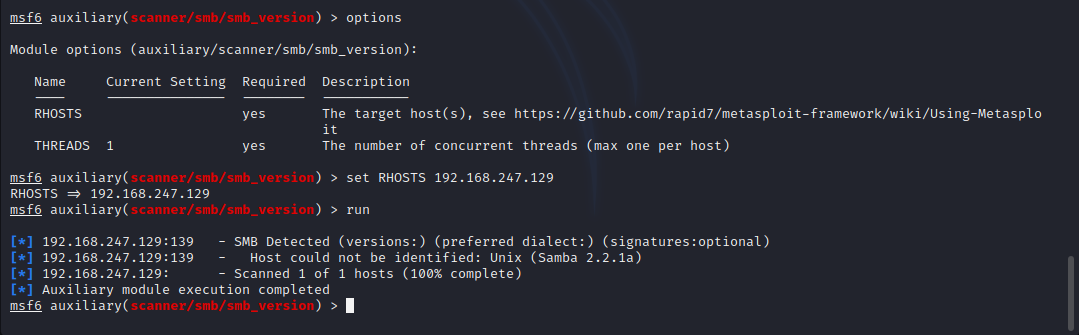 msf6 auxiliary(scanner/smb/smb_version) > options
Module options (auxiliary/scanner/smb/smb_version):
Name Current Setting Required Description
---- --------------- -------- -----------
RHOSTS yes The target host(s), see https://github.com/rapid7/metasploit-framework/wiki/Using-Metasplo
it
THREADS 1 yes The number of concurrent threads (max one per host)
msf6 auxiliary(scanner/smb/smb_version) > set RHOSTS 192.168.247.129
RHOSTS => 192.168.247.129
msf6 auxiliary(scanner/smb/smb_version) > run
[*] 192.168.247.129:139 - SMB Detected (versions:) (preferred dialect:) (signatures:optional)
[*] 192.168.247.129:139 - Host could not be identified: Unix (Samba 2.2.1a)
[*] 192.168.247.129: - Scanned 1 of 1 hosts (100% complete)
[*] Auxiliary module execution completed
msf6 auxiliary(scanner/smb/smb_version) >